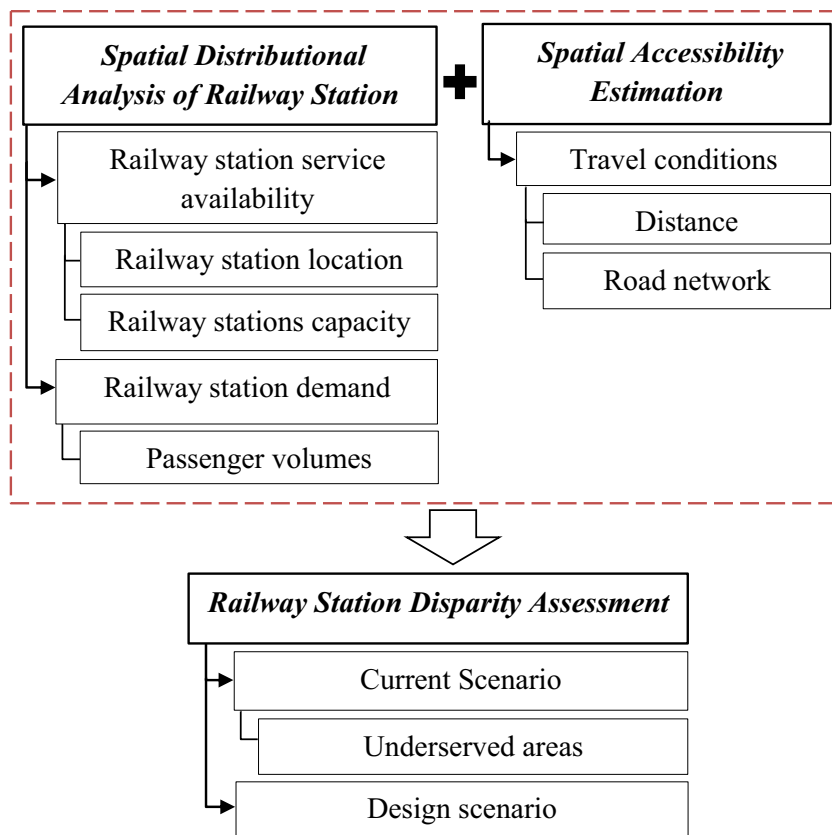 Spatial Distributional
Analysis of Railway Station
Railway station service
availability
Railway station location
Railway stations capacity
Railway station demand
Passenger volumes
Spatial Accessibility
Estimation
Travel conditions
Distance
Road network
Railway Station Disparity Assessment
Current Scenario
Underserved areas
Design scenario